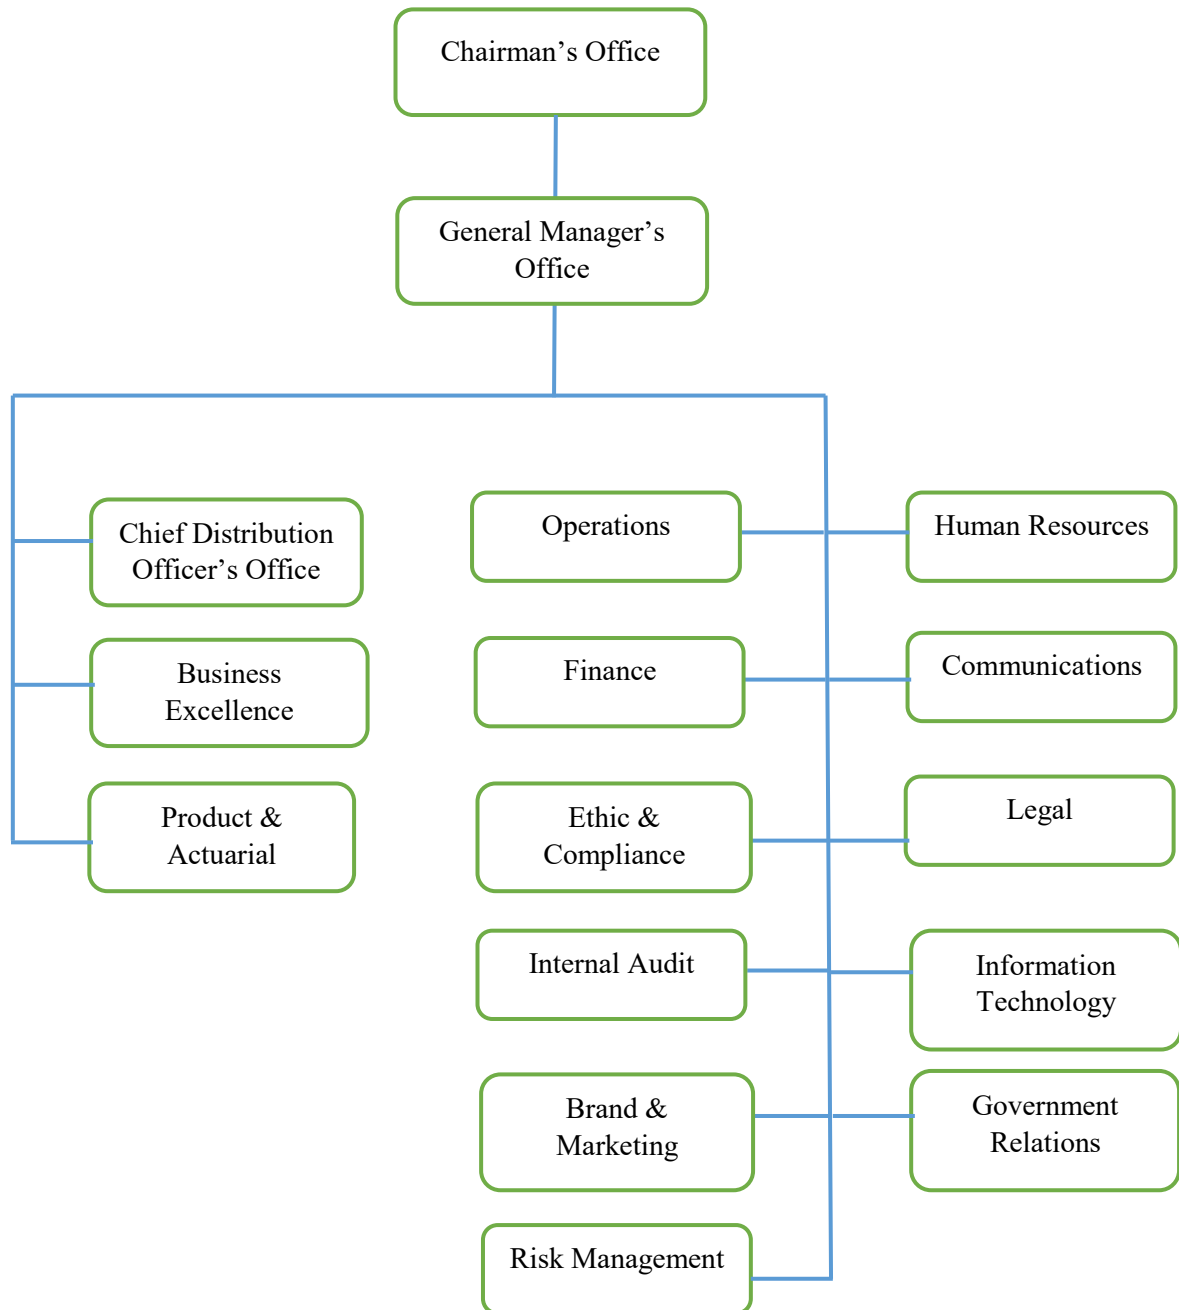 Chairman’s Office
General Manager’s
Office
Chief Distribution
Officer’s Office
Operations
Human Resources
Business
Excellence
Finance
Communications
Product &
Actuarial
Ethic &
Compliance
Legal
Internal Audit
Information
Technology
Brand &
Marketing
Government
Relations
Risk Management